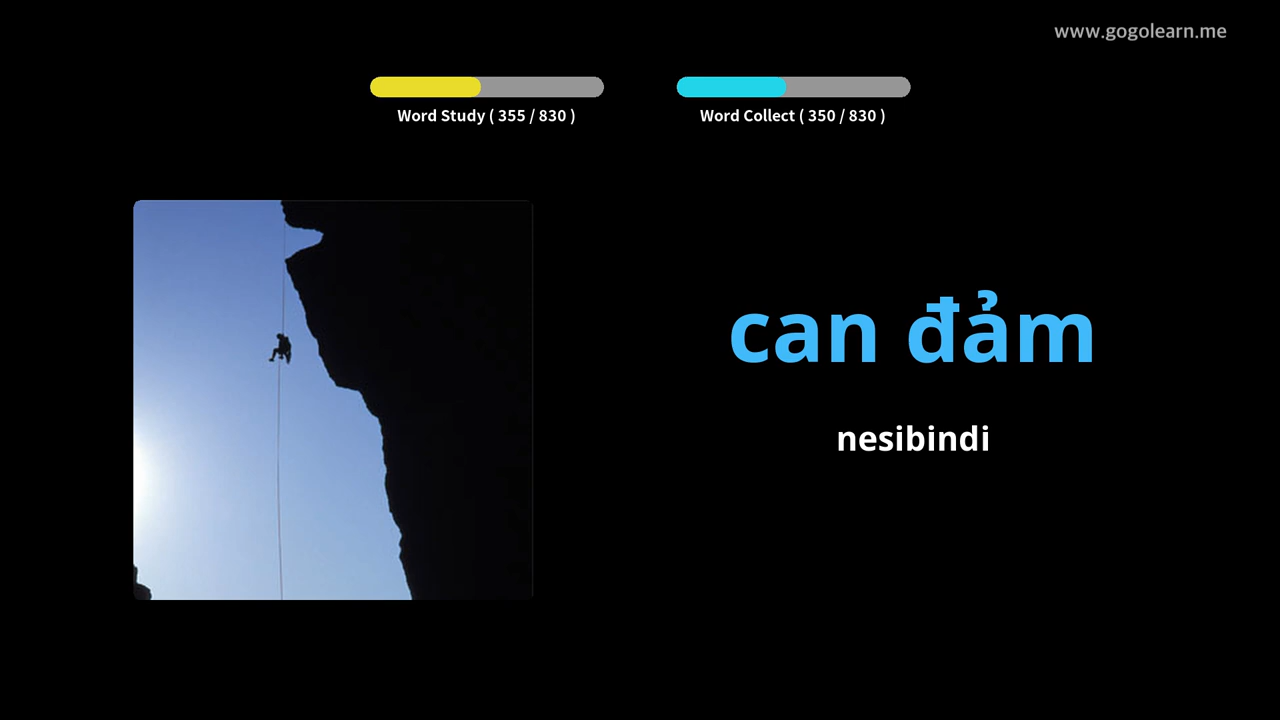 www.gogolearn.me
Word Study ( 355 / 830 )
Word Collect ( 350 / 830 )
can đảm
nesibindi